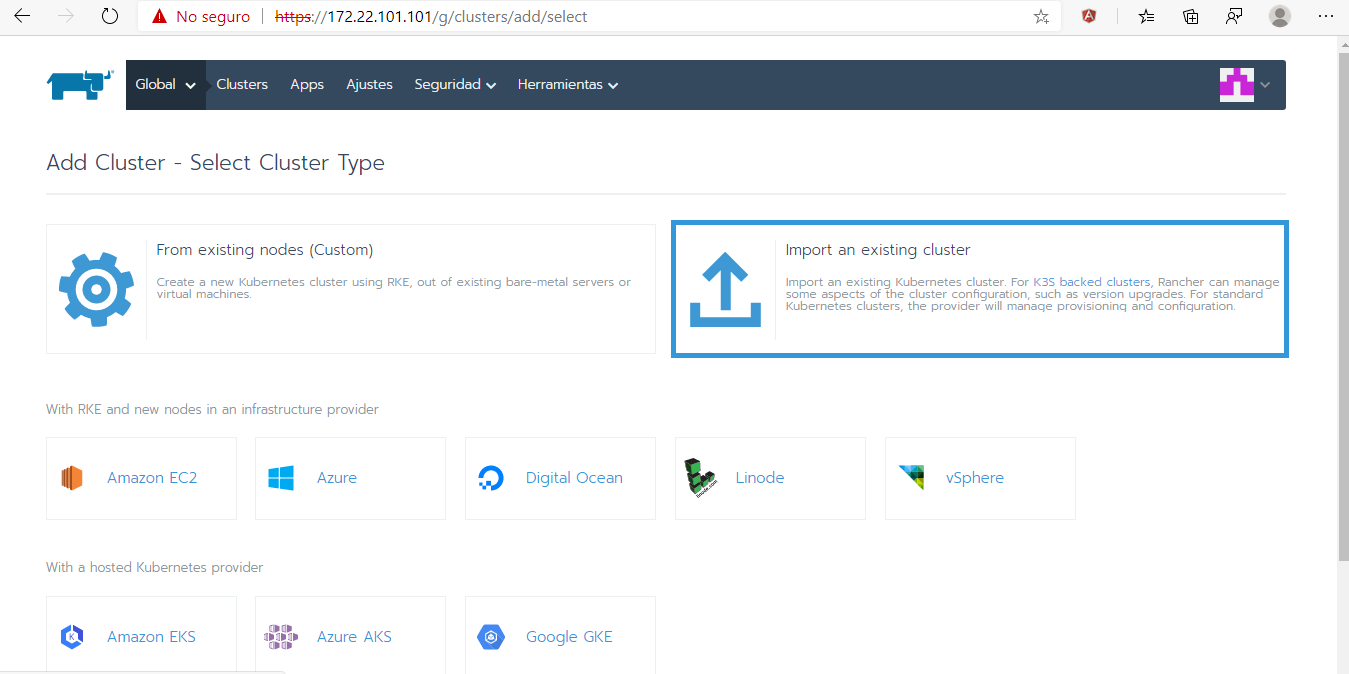 No seguro https://172.22.101.101/g/clusters/add/select
Global Clusters Apps Ajustes Seguridad Herramientas
Add Cluster - Select Cluster Type
From existing nodes (Custom)
Create a new Kubernetes cluster using RKE, out of existing bare-metal servers or
virtual machines.
Import an existing cluster
Import an existing Kubernetes cluster. For K3S backed clusters, Rancher can manage
some aspects of the cluster configuration, such as version upgrades. For standard
Kubernetes clusters, the provider will manage provisioning and configuration.
With RKE and new nodes in an infrastructure provider
Amazon EC2 Azure Digital Ocean Linode vSphere
linode.com
With a hosted Kubernetes provider
Amazon EKS Azure AKS Google GKE